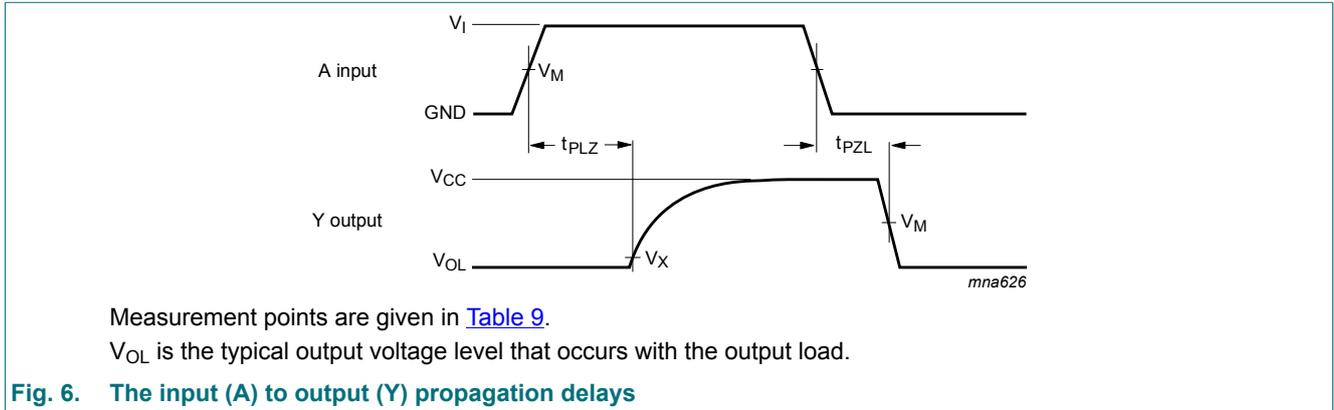 V_I
A input
V_M
GND
t_PLZ
t_PZL
V_CC
Y output
V_M
V_OL
V_X
mna626
Measurement points are given in Table 9.
V_OL is the typical output voltage level that occurs with the output load.
Fig. 6. The input (A) to output (Y) propagation delays